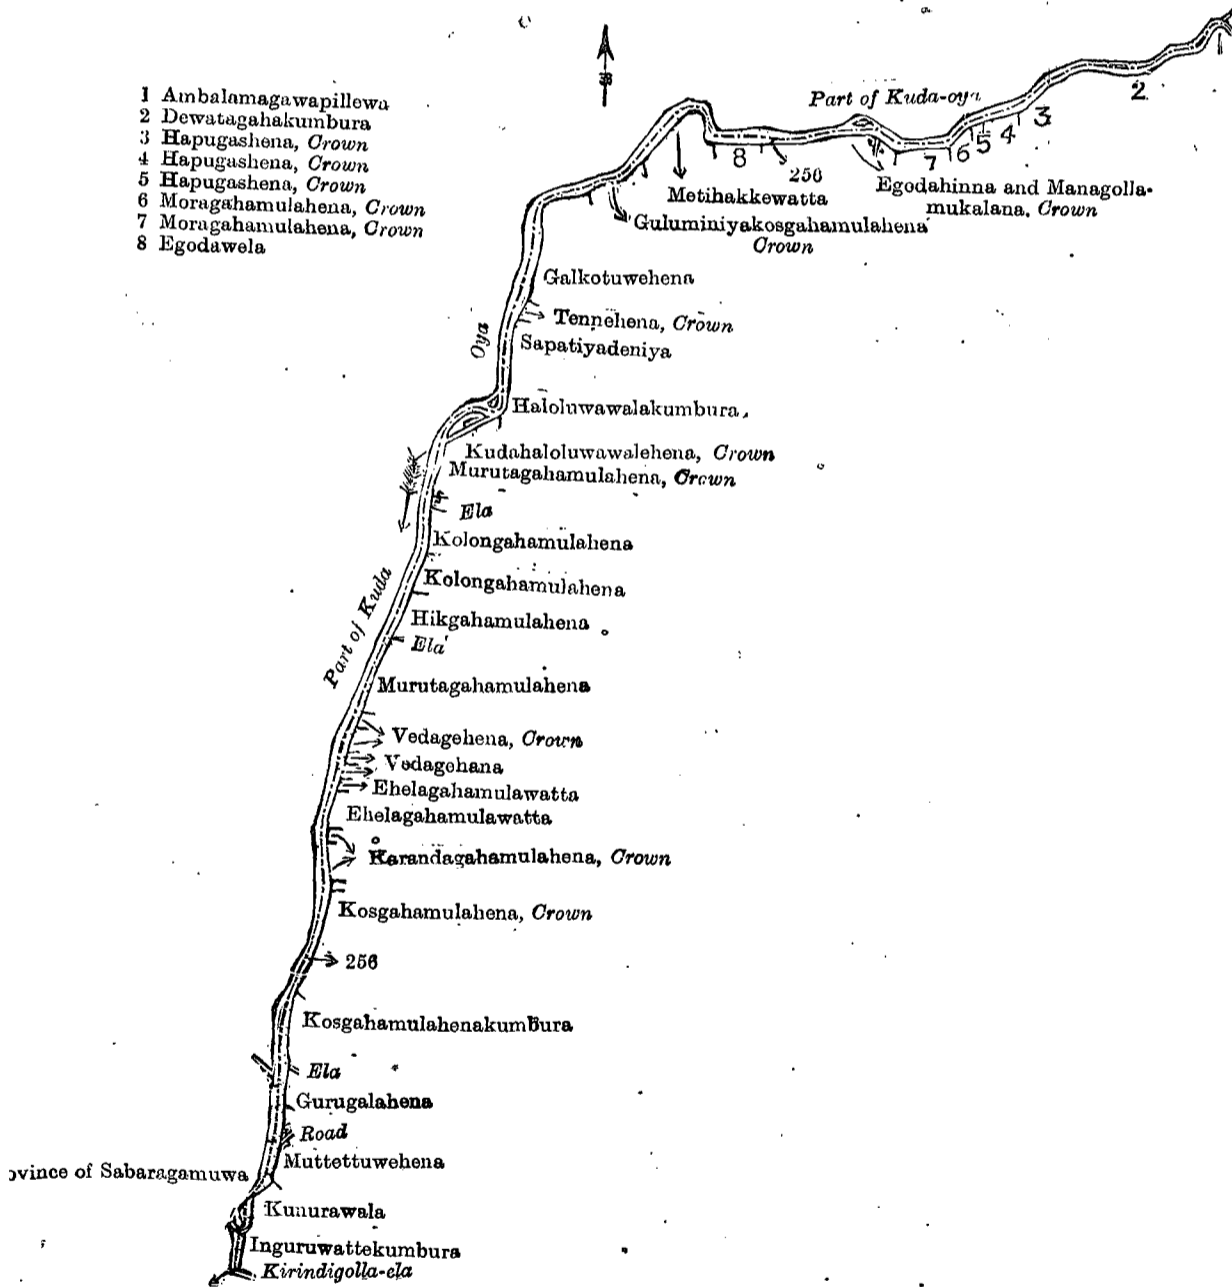 1 Ambalamagawapillewa
2 Dewatagahakumbura
3 Hapugashena, Crown
4 Hapugashena, Crown
5 Hapugashena, Crown
6 Moragahamulahena, Crown
7 Moragahamulahena, Crown
8 Egodawela
Part of Kuda-oya
1
2
3
4
5
6
7
8
256
Egodahinna and Managolla-
mukalana, Crown
Metihakkewatta
Guluminiyakosgahamulahena
Crown
Galkotuwehena
Tennehena, Crown
Oya
Sapatiyadeniya
Haloluwawalakumbura
Kudahaloluwawalehena, Crown
Murutagahamulahena, Crown
Ela
Kolongahamulahena
Kolongahamulahena
Part of Kuda
Hikgahamulahena
Ela
Murutagahamulahena
Vedagehena, Crown
Vedagehana
Ehelagahamulawatta
Ehelagahamulawatta
Karandagahamulahena, Crown
Kosgahamulahena, Crown
256
Kosgahamulahenakumbura
Ela
Gurugalahena
Road
Muttettuwehena
ovince of Sabaragamuwa
Kunurawala
Inguruwattekumbura
Kirindigolla-ela